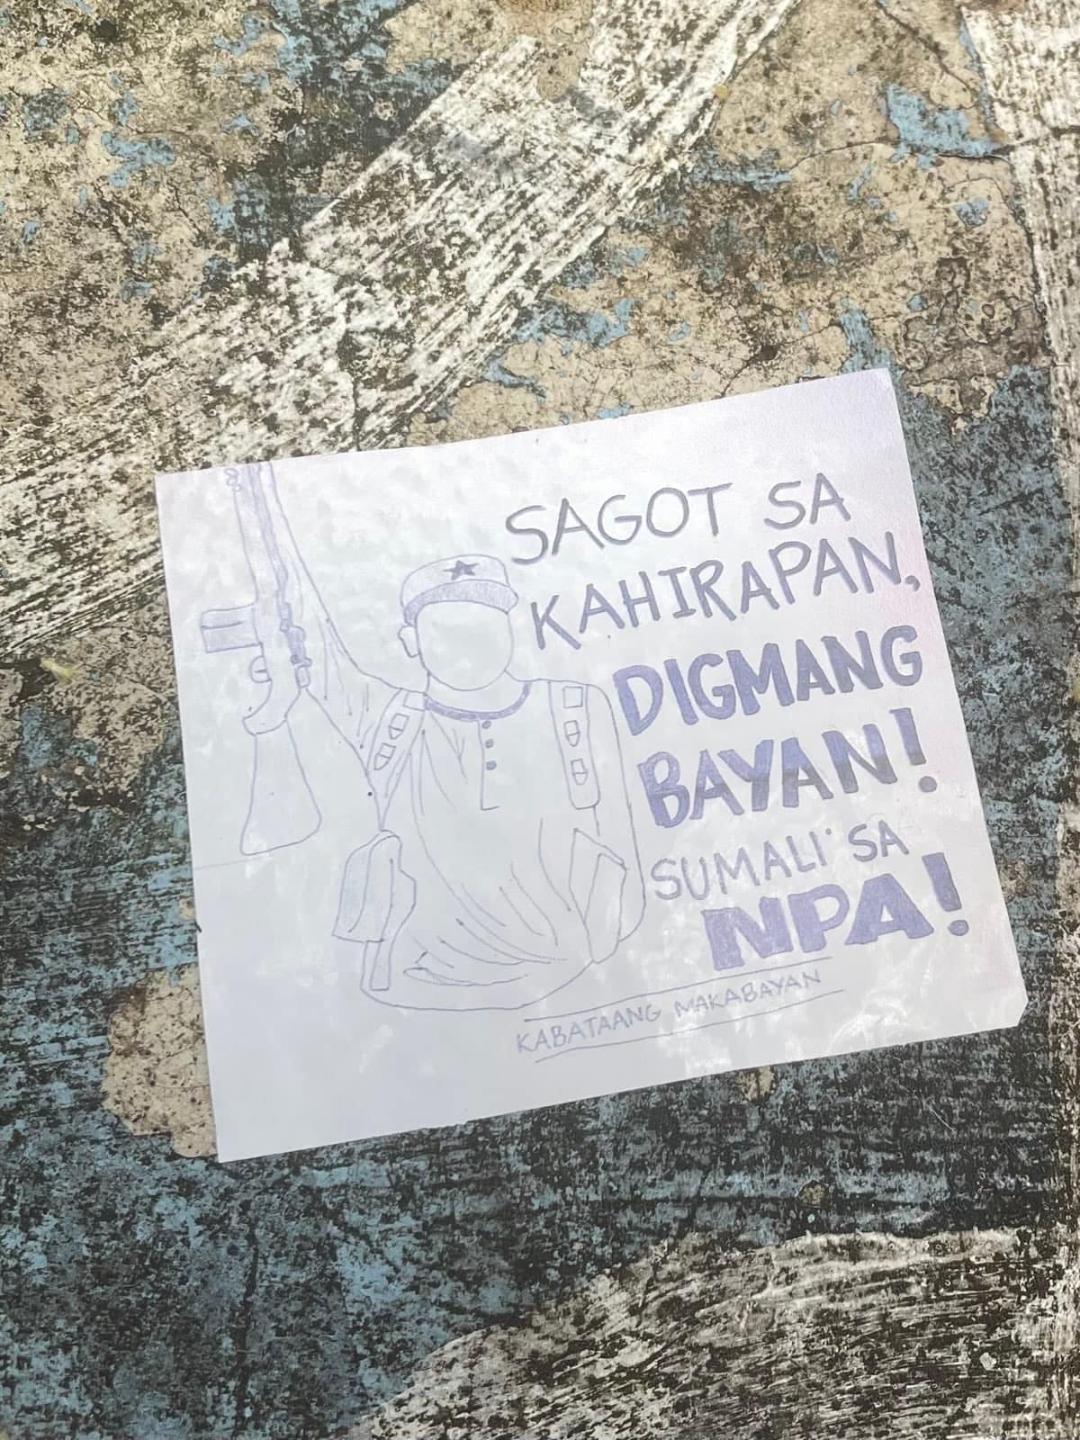 SAGOT SA
KAHIRAPAN,
DIGMANG
BAYAN!
SUMALI SA
NPA!
KABATAANG MAKABAYAN